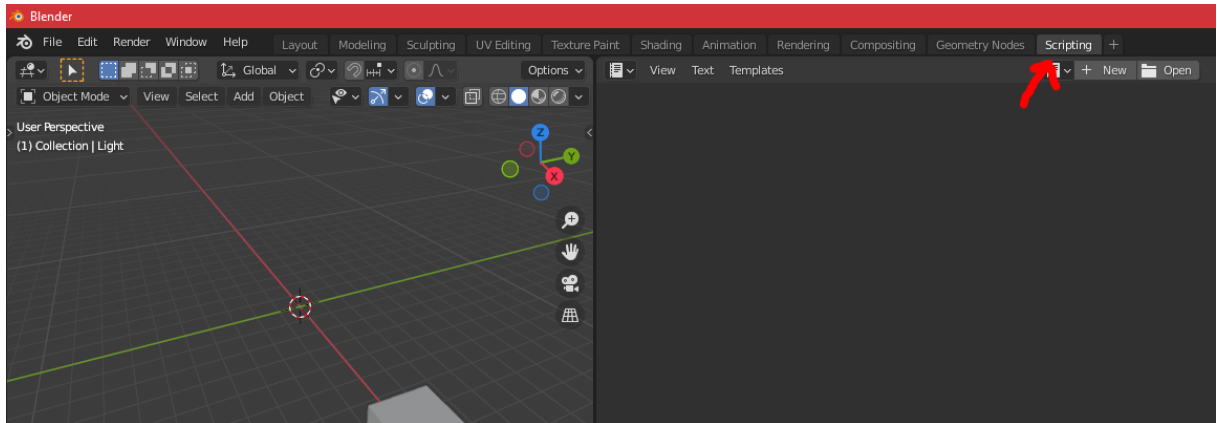 Blender
File Edit Render Window Help Layout Modeling Sculpting UV Editing Texture Paint Shading Animation Rendering Compositing Geometry Nodes Scripting +
Global Options View Text Templates + New Open
Object Mode View Select Add Object
User Perspective
(1) Collection | Light
Z
Y
X